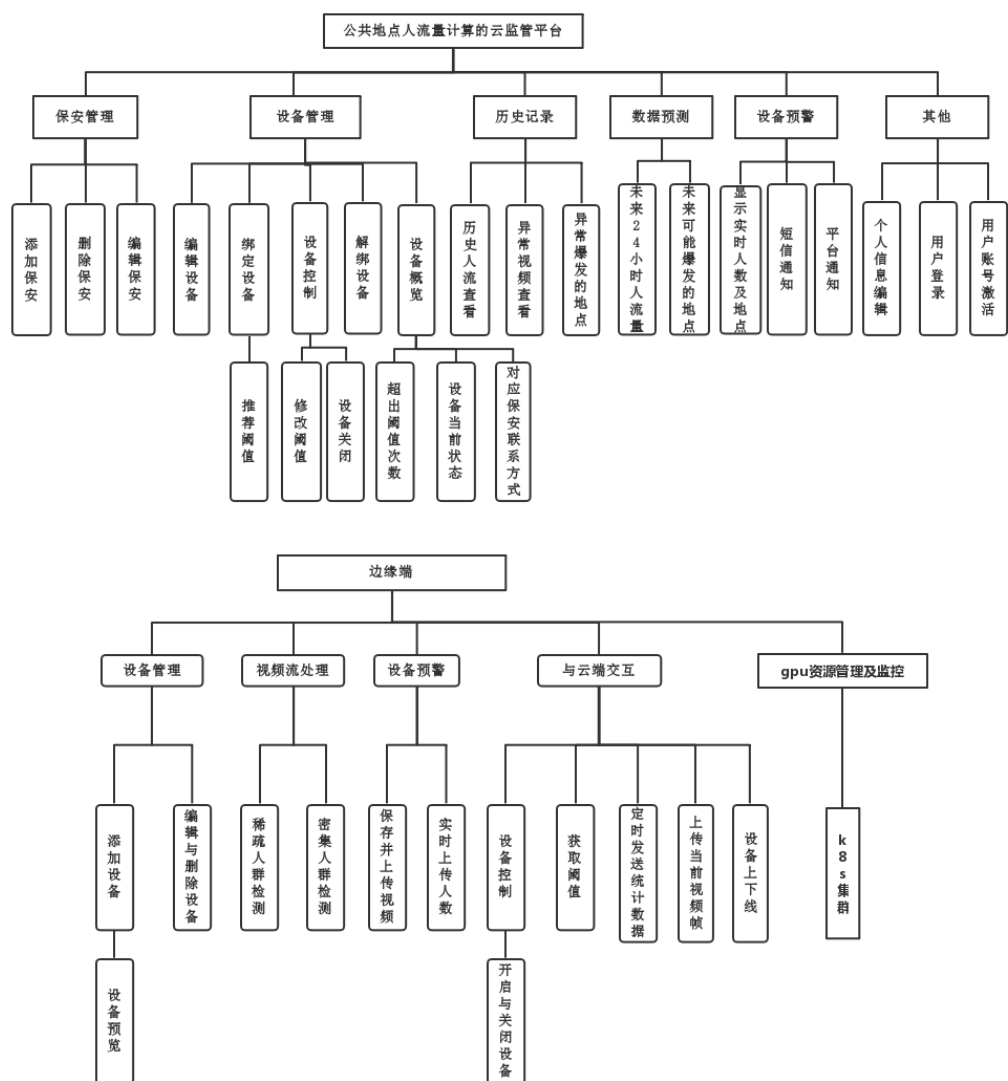 公共地点人流量计算的云监管平台
保安管理
设备管理
历史记录
数据预测
设备预警
其他
添加保安
删除保安
编辑保安
编辑设备
绑定设备
设备控制
解绑设备
设备概览
历史人流查看
异常视频查看
异常爆发的地点
未来24小时人流量
未来可能爆发的地点
显示实时人数及地点
短信通知
平台通知
个人信息编辑
用户登录
用户账号激活
推荐阈值
修改阈值
设备关闭
超出阈值次数
设备当前状态
对应保安联系方式
边缘端
设备管理
视频流处理
设备预警
与云端交互
gpu资源管理及监控
添加设备
编辑与删除设备
稀疏人群检测
密集人群检测
保存并上传视频
实时上传人数
设备控制
获取阈值
定时发送统计数据
上传当前视频帧
设备上下线
k8s集群
设备预览
开启与关闭设备